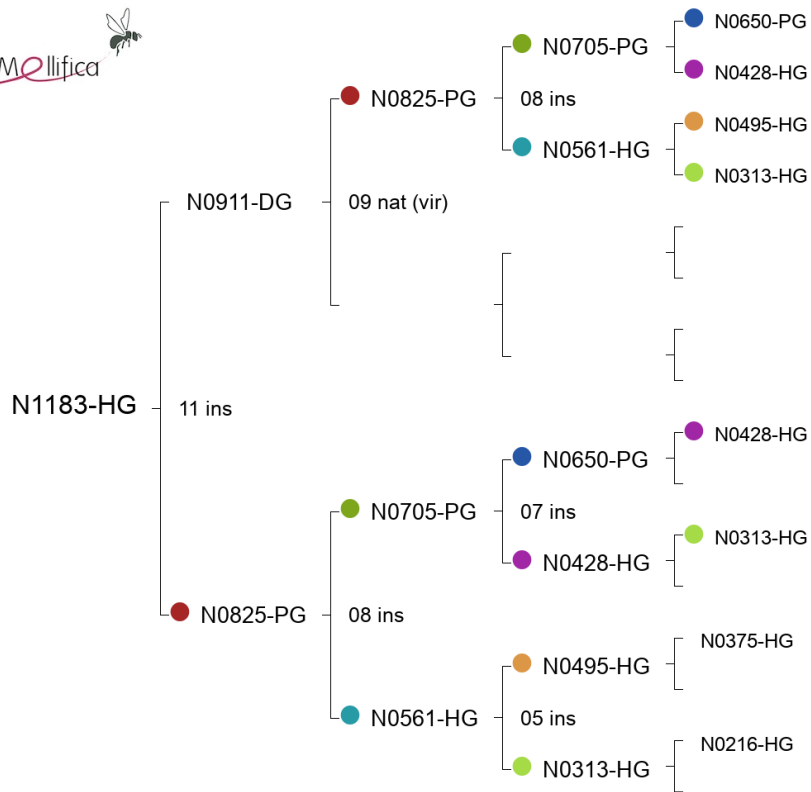 Mellifica
N0650-PG
N0705-PG
N0428-HG
N0825-PG
08 ins
N0495-HG
N0561-HG
N0313-HG
N0911-DG
09 nat (vir)
N1183-HG
11 ins
N0428-HG
N0650-PG
N0705-PG
07 ins
N0313-HG
N0428-HG
N0825-PG
08 ins
N0375-HG
N0495-HG
N0561-HG
05 ins
N0216-HG
N0313-HG